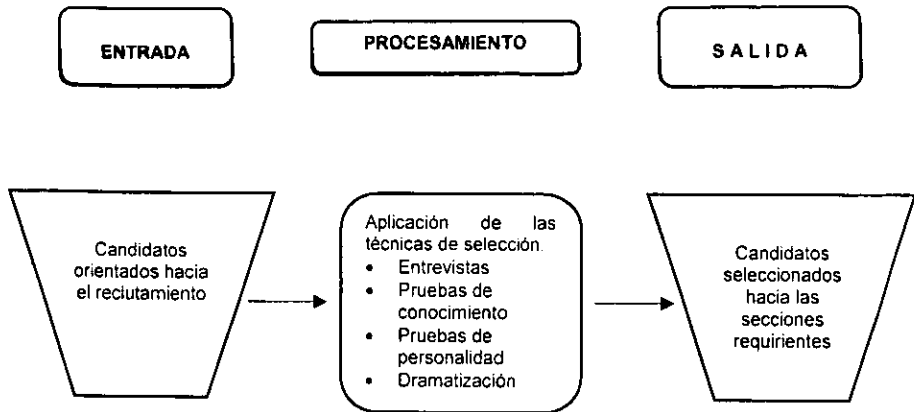 ENTRADA
PROCESAMIENTO
SALIDA
Candidatos
orientados hacia
el reclutamiento
Aplicación de las
técnicas de selección.
• Entrevistas
• Pruebas de
conocimiento
• Pruebas de
personalidad
• Dramatización
Candidatos
seleccionados
hacia las
secciones
requirientes